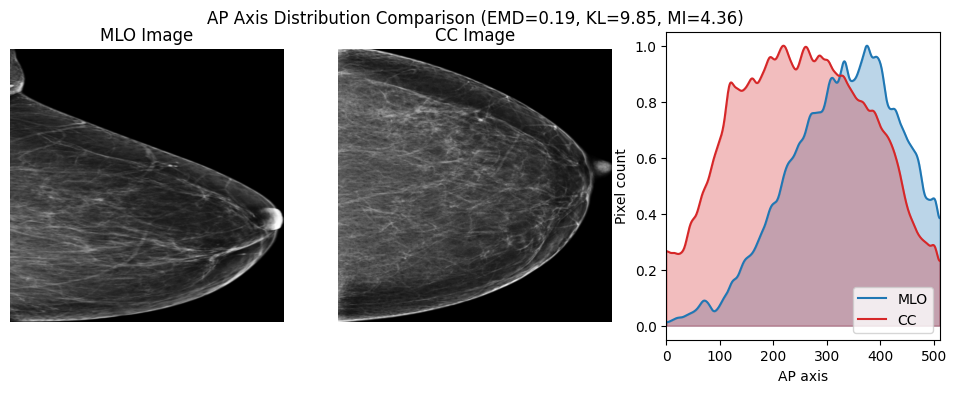 AP Axis Distribution Comparison (EMD=0.19, KL=9.85, MI=4.36)
MLO Image
CC Image
1.0
0.8
0.6
0.4
0.2
0.0
Pixel count
MLO
CC
0
100
200
300
400
500
AP axis